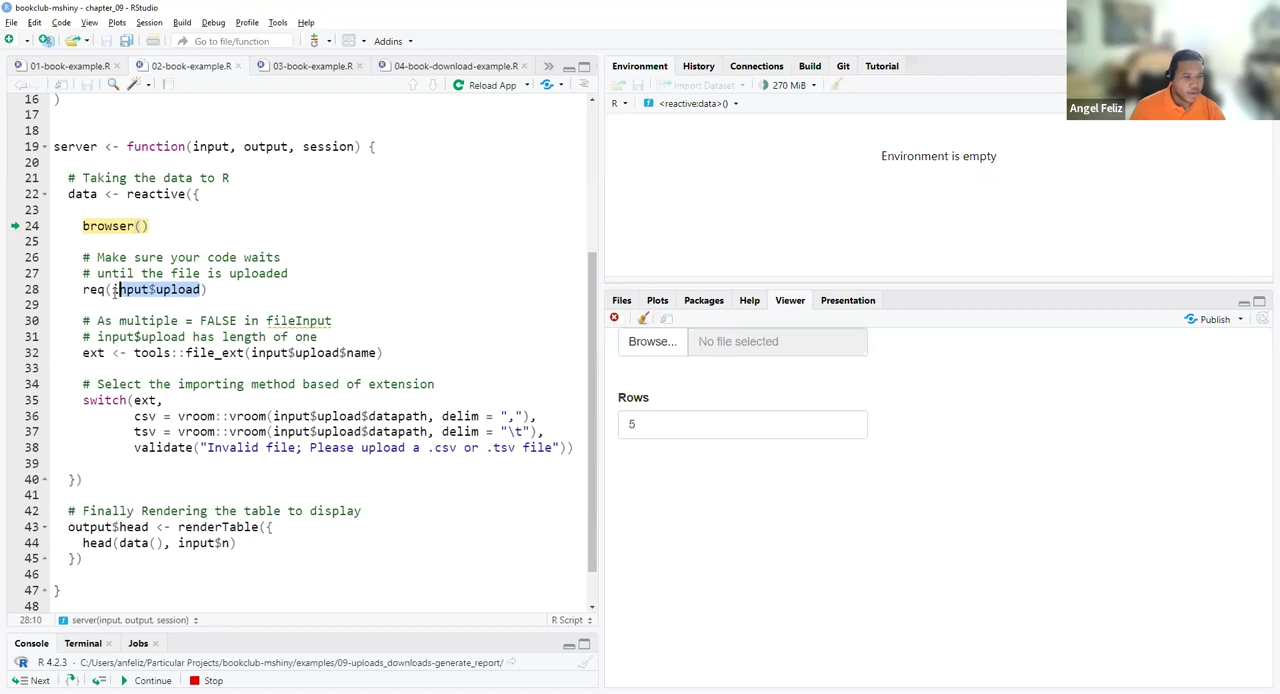 bookclub-mshiny - chapter_09 - RStudio
File Edit Code View Plots Session Build Debug Profile Tools Help
Go to file/function Addins
01-book-example.R 02-book-example.R 03-book-example.R 04-book-download-example.R
Reload App
16 )
17
18
19 server <- function(input, output, session) {
20
21 # Taking the data to R
22 data <- reactive({
23
24 browser()
25
26 # Make sure your code waits
27 # until the file is uploaded
28 req(input$upload)
29
30 # As multiple = FALSE in fileInput
31 # input$upload has length of one
32 ext <- tools::file_ext(input$upload$name)
33
34 # Select the importing method based of extension
35 switch(ext,
36 csv = vroom::vroom(input$upload$datapath, delim = ","),
37 tsv = vroom::vroom(input$upload$datapath, delim = "\t"),
38 validate("Invalid file; Please upload a .csv or .tsv file"))
39
40 })
41
42 # Finally Rendering the table to display
43 output$head <- renderTable({
44 head(data(), input$n)
45 })
46
47 }
48
28:10 server(input, output, session) R Script
Console Terminal Jobs
R 4.2.3 . C:/Users/anfeliz/Particular Projects/bookclub-mshiny/examples/09-uploads_downloads-generate_report/
Next Continue Stop
Environment History Connections Build Git Tutorial
Import Dataset 270 MiB
R <reactive:data>()
Environment is empty
Files Plots Packages Help Viewer Presentation
Publish
Browse... No file selected
Rows
5
Angel Feliz